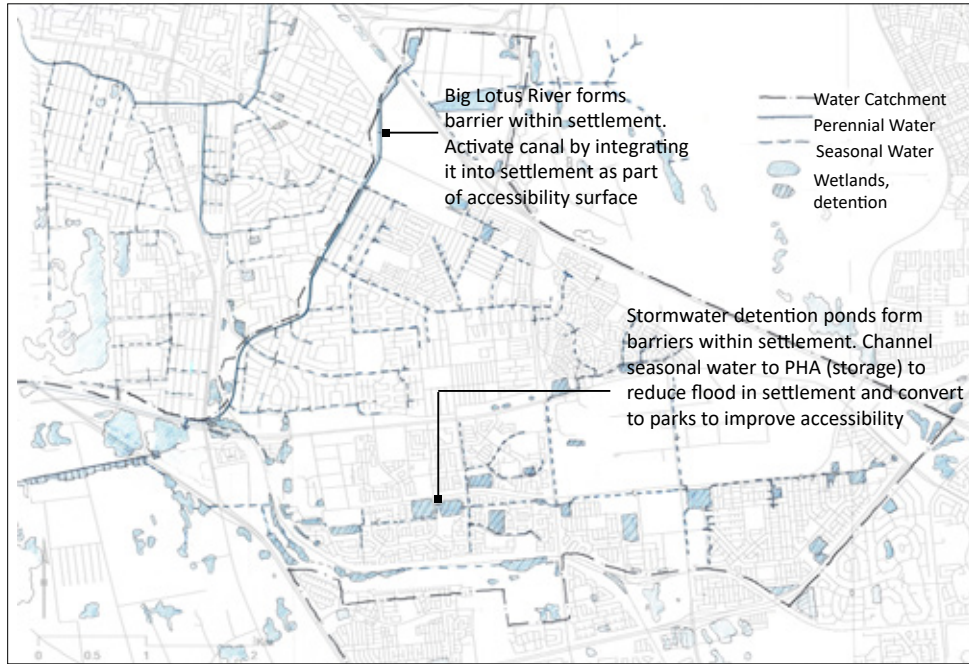 Big Lotus River forms
barrier within settlement.
Activate canal by integrating
it into settlement as part
of accessibility surface
Water Catchment
Perennial Water
Seasonal Water
Wetlands,
detention
Stormwater detention ponds form
barriers within settlement. Channel
seasonal water to PHA (storage) to
reduce flood in settlement and convert
to parks to improve accessibility
0 0.5 1